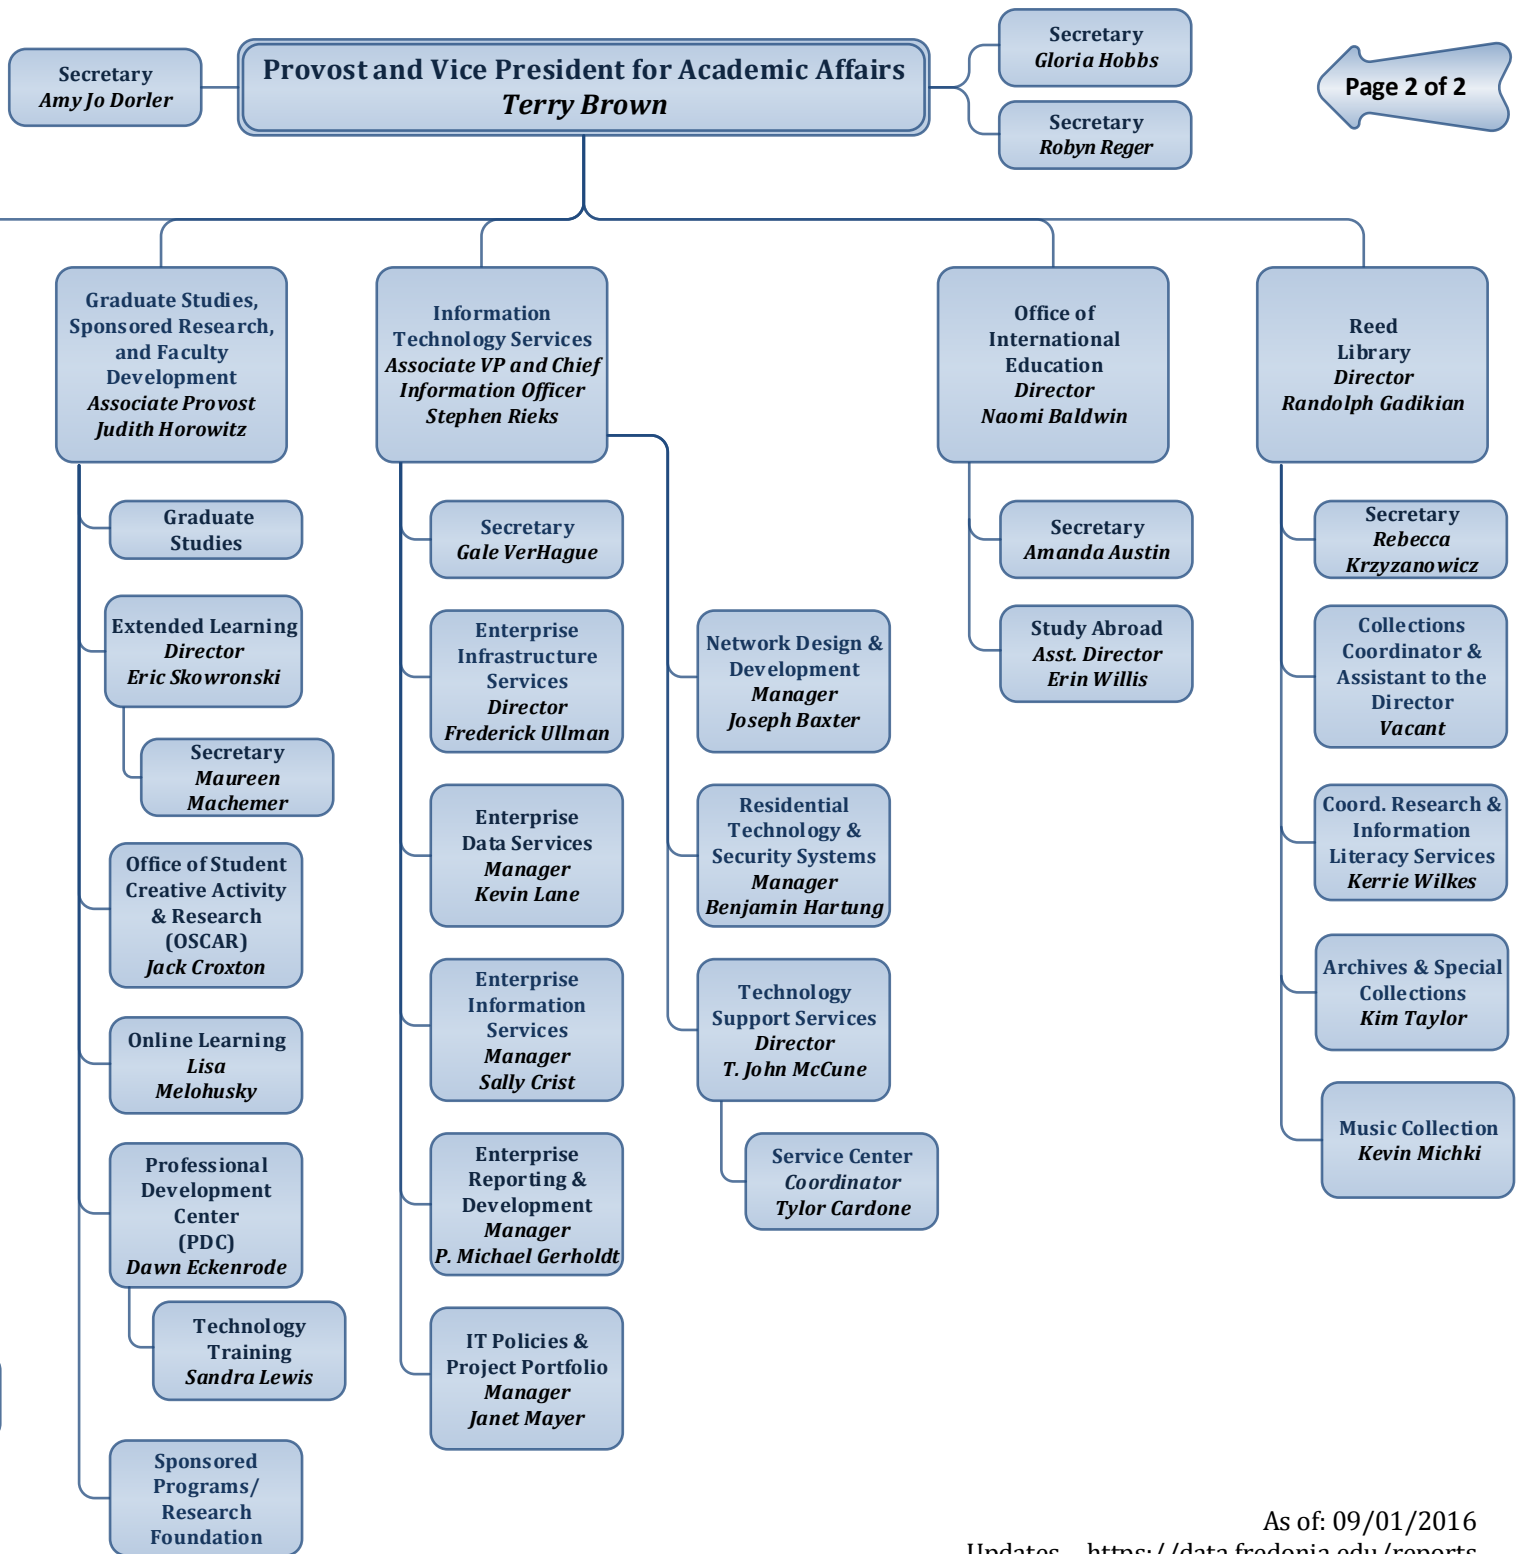 Secretary
Amy Jo Dorler
Provost and Vice President for Academic Affairs
Terry Brown
Secretary
Gloria Hobbs
Secretary
Robyn Reger
Page 2 of 2
Graduate Studies,
Sponsored Research,
and Faculty
Development
Associate Provost
Judith Horowitz
Graduate
Studies
Extended Learning
Director
Eric Skowronski
Secretary
Maureen
Machemer
Office of Student
Creative Activity
& Research
(OSCAR)
Jack Croxton
Online Learning
Lisa
Melohusky
Professional
Development
Center
(PDC)
Dawn Eckenrode
Technology
Training
Sandra Lewis
Sponsored
Programs/
Research
Foundation
Information
Technology Services
Associate VP and Chief
Information Officer
Stephen Rieks
Secretary
Gale VerHague
Enterprise
Infrastructure
Services
Director
Frederick Ullman
Enterprise
Data Services
Manager
Kevin Lane
Enterprise
Information
Services
Manager
Sally Crist
Enterprise
Reporting &
Development
Manager
P. Michael Gerholdt
IT Policies &
Project Portfolio
Manager
Janet Mayer
Network Design &
Development
Manager
Joseph Baxter
Residential
Technology &
Security Systems
Manager
Benjamin Hartung
Technology
Support Services
Director
T. John McCune
Service Center
Coordinator
Tylor Cardone
Office of
International
Education
Director
Naomi Baldwin
Secretary
Amanda Austin
Study Abroad
Asst. Director
Erin Willis
Reed
Library
Director
Randolph Gadikian
Secretary
Rebecca
Krzyzanowicz
Collections
Coordinator &
Assistant to the
Director
Vacant
Coord. Research &
Information
Literacy Services
Kerrie Wilkes
Archives & Special
Collections
Kim Taylor
Music Collection
Kevin Michki
As of: 09/01/2016
Updates https://data.fredonia.edu/reports